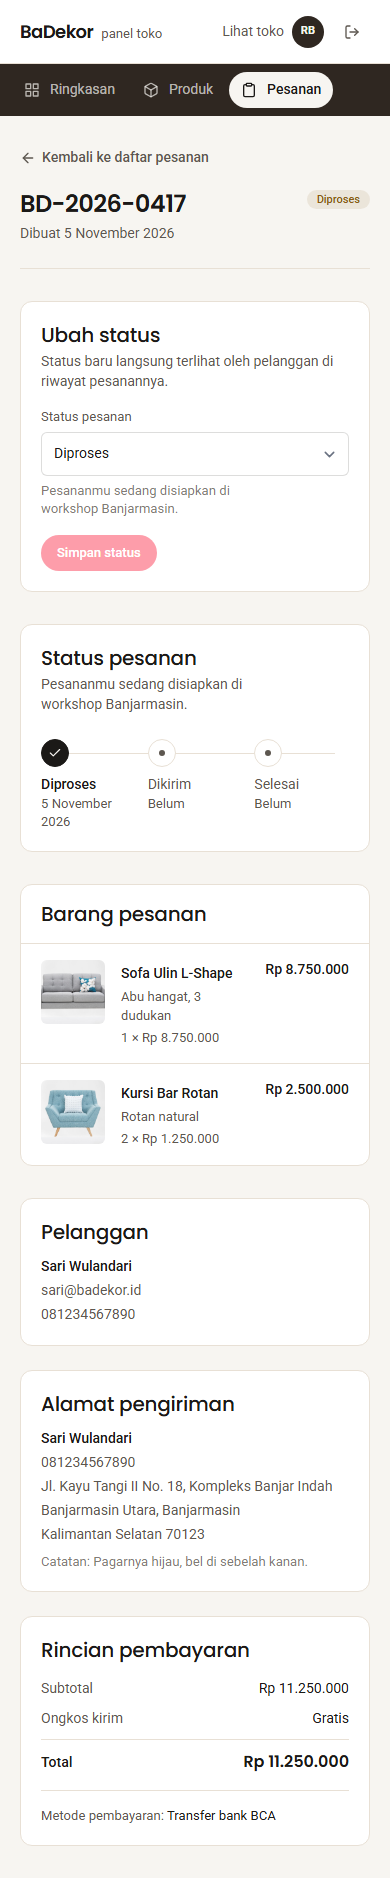 BaDekor panel toko
Lihat toko
RB
Ringkasan
Produk
Pesanan
Kembali ke daftar pesanan
BD-2026-0417
Diproses
Dibuat 5 November 2026
Ubah status
Status baru langsung terlihat oleh pelanggan di
riwayat pesanannya.
Status pesanan
Diproses
Pesananmu sedang disiapkan di
workshop Banjarmasin.
Simpan status
Status pesanan
Pesananmu sedang disiapkan di
workshop Banjarmasin.
Diproses
5 November
2026
Dikirim
Belum
Selesai
Belum
Barang pesanan
Sofa Ulin L-Shape
Rp 8.750.000
Abu hangat, 3
dudukan
1 × Rp 8.750.000
Kursi Bar Rotan
Rp 2.500.000
Rotan natural
2 × Rp 1.250.000
Pelanggan
Sari Wulandari
sari@badekor.id
081234567890
Alamat pengiriman
Sari Wulandari
081234567890
Jl. Kayu Tangi II No. 18, Kompleks Banjar Indah
Banjarmasin Utara, Banjarmasin
Kalimantan Selatan 70123
Catatan: Pagarnya hijau, bel di sebelah kanan.
Rincian pembayaran
Subtotal
Rp 11.250.000
Ongkos kirim
Gratis
Total
Rp 11.250.000
Metode pembayaran: Transfer bank BCA